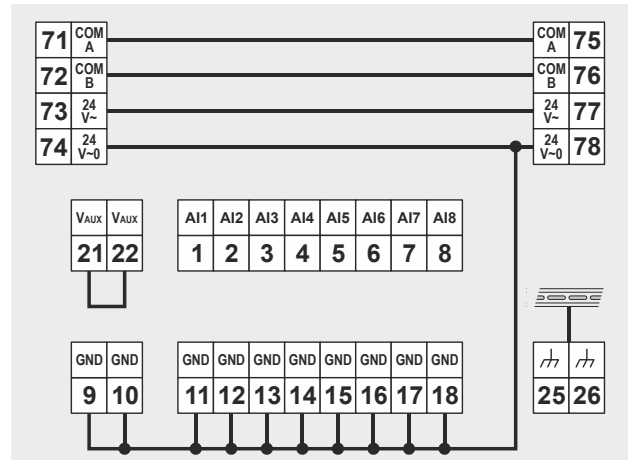 71 COM A COM A 75
72 COM B COM B 76
73 24 V~ 24 V~ 77
74 24 V~0 24 V~0 78
VAUX VAUX AI1 AI2 AI3 AI4 AI5 AI6 AI7 AI8
21 22 1 2 3 4 5 6 7 8
GND GND GND GND GND GND GND GND GND GND
9 10 11 12 13 14 15 16 17 18 25 26